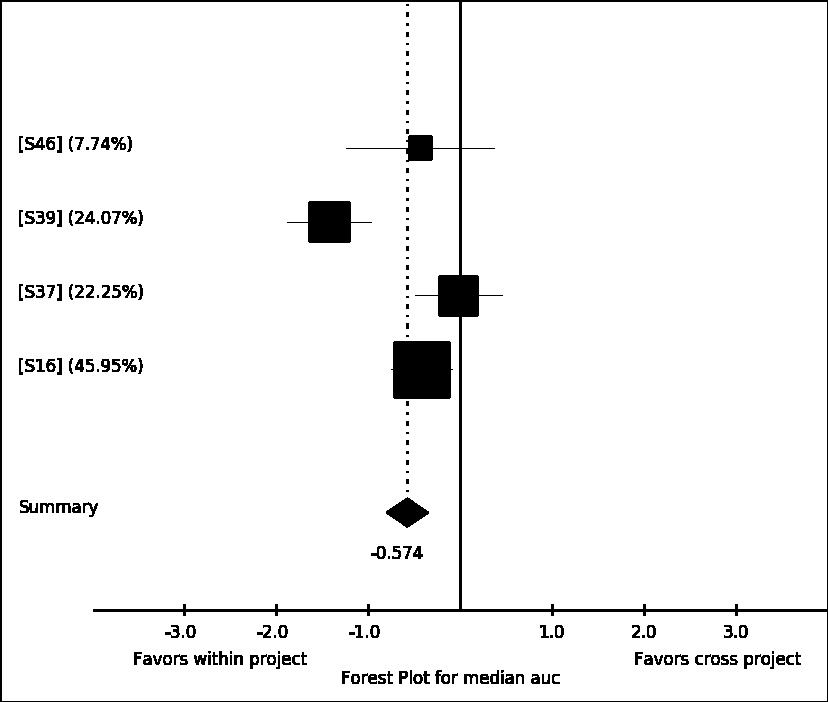 [S46] (7.74%)
[S39] (24.07%)
[S37] (22.25%)
[S16] (45.95%)
Summary
-0.574
-3.0 -2.0 -1.0 1.0 2.0 3.0
Favors within project Favors cross project
Forest Plot for median auc